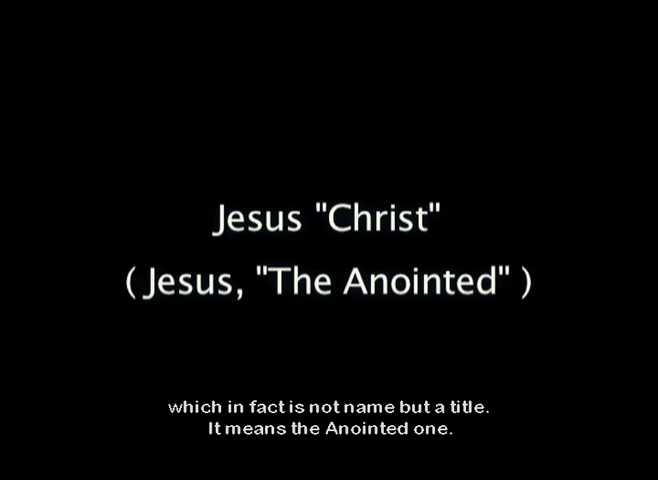 Jesus "Christ"
( Jesus, "The Anointed" )
which in fact is not name but a title.
It means the Anointed one.